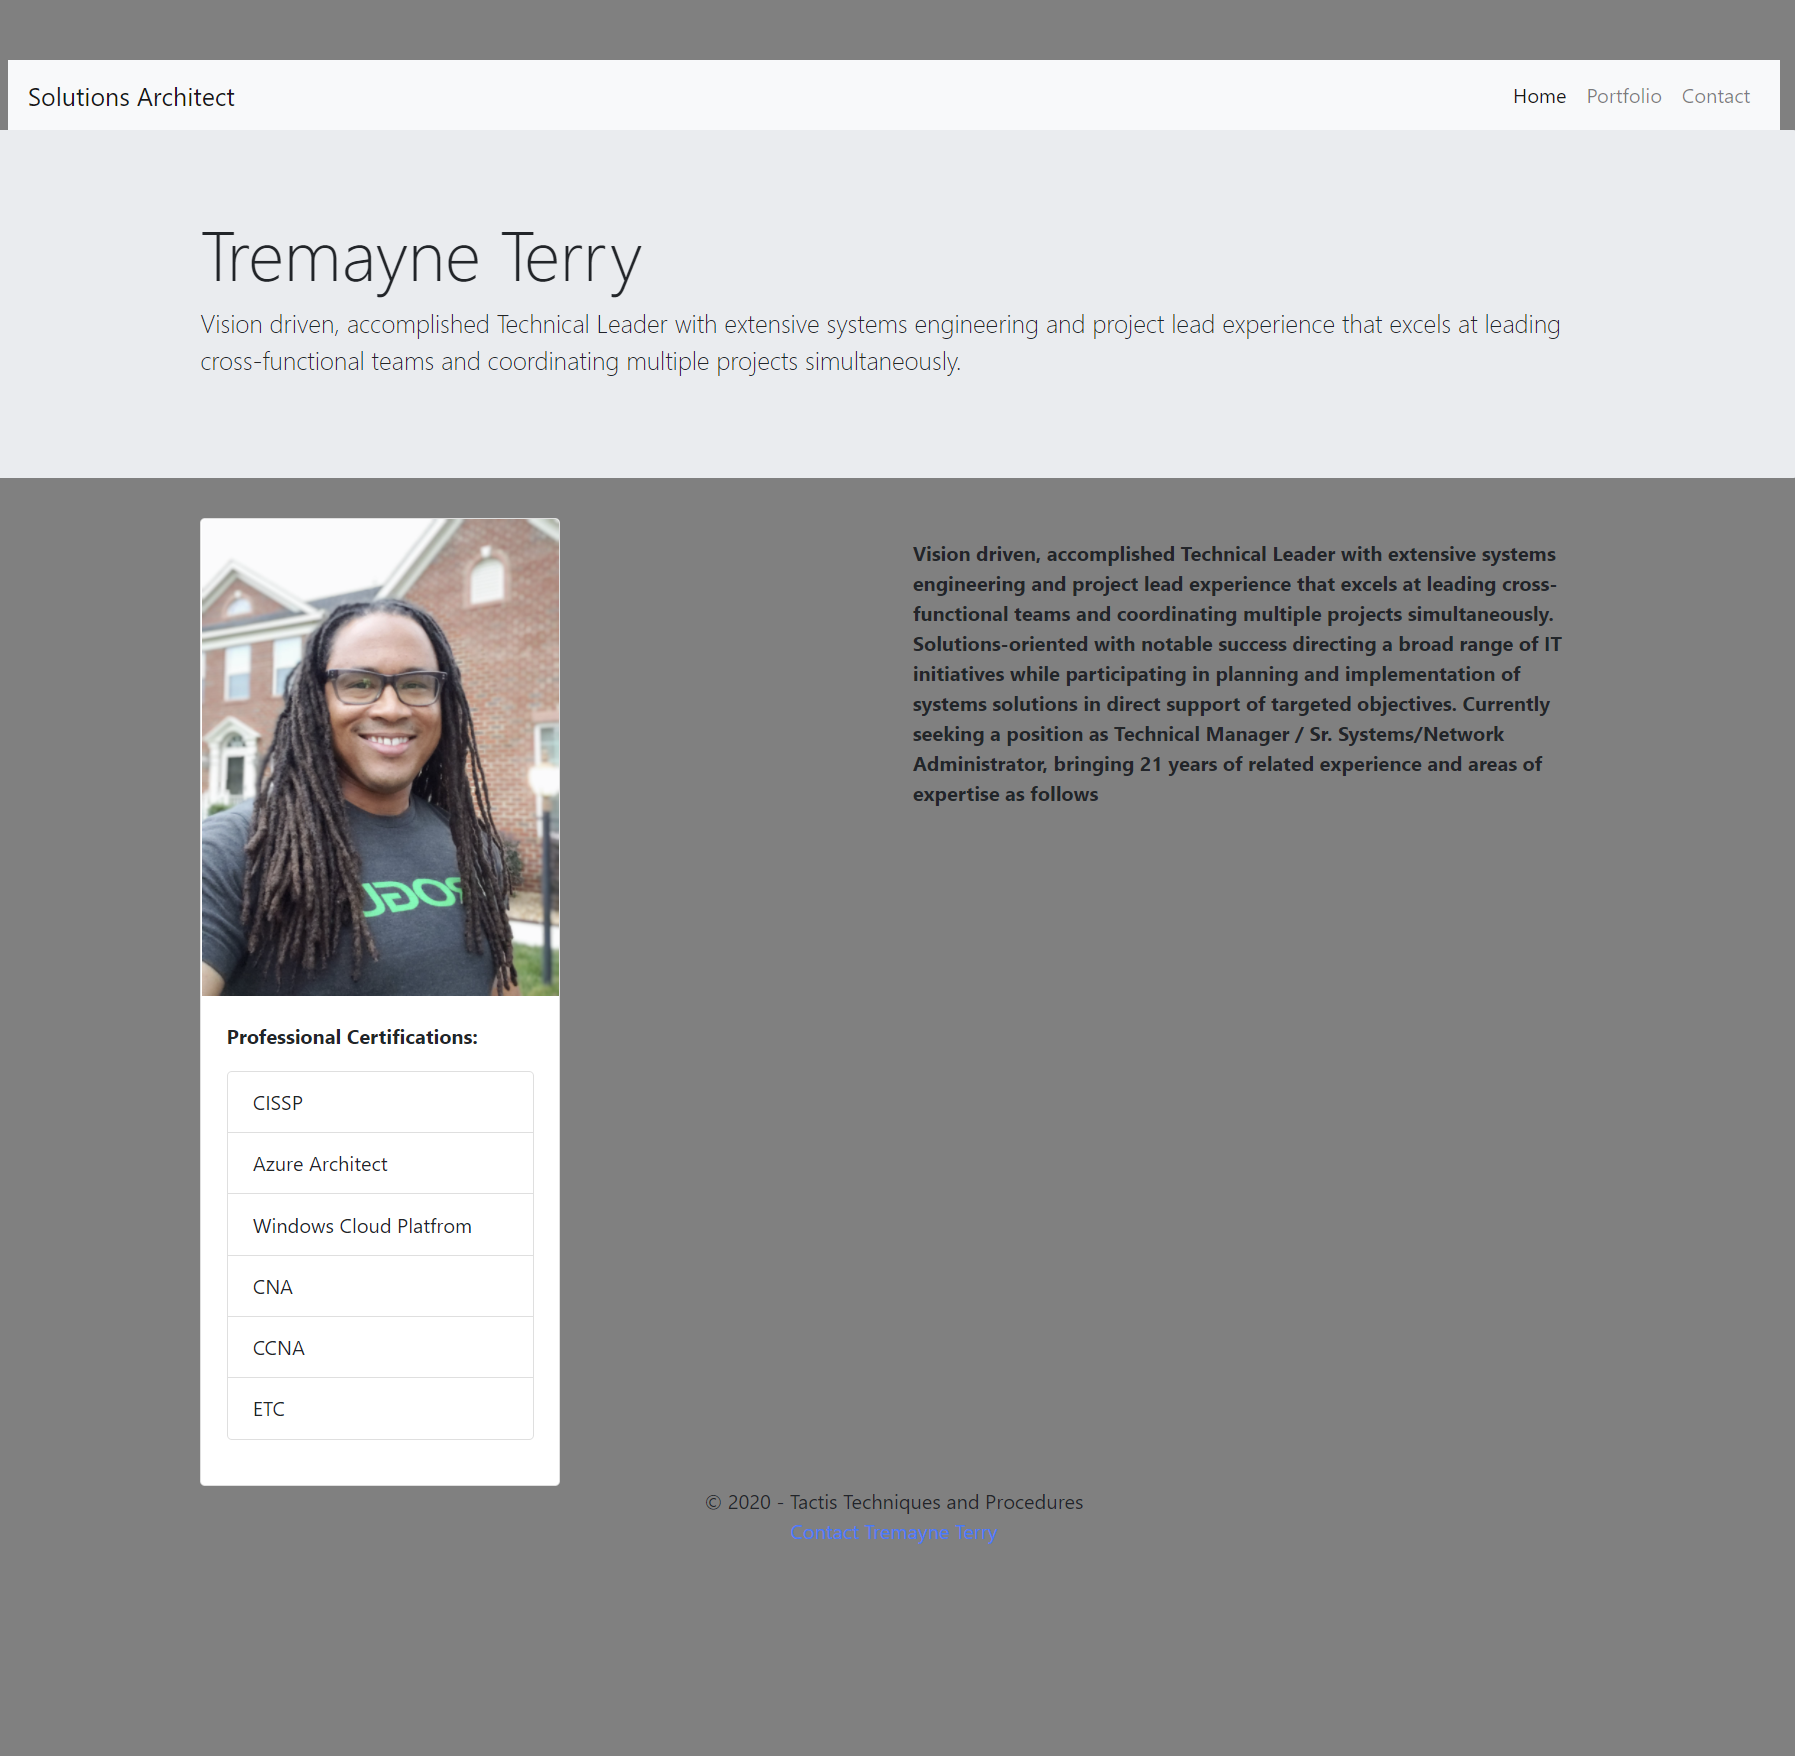 Solutions Architect
Home Portfolio Contact
Tremayne Terry
Vision driven, accomplished Technical Leader with extensive systems engineering and project lead experience that excels at leading
cross-functional teams and coordinating multiple projects simultaneously.
Vision driven, accomplished Technical Leader with extensive systems
engineering and project lead experience that excels at leading cross-
functional teams and coordinating multiple projects simultaneously.
Solutions-oriented with notable success directing a broad range of IT
initiatives while participating in planning and implementation of
systems solutions in direct support of targeted objectives. Currently
seeking a position as Technical Manager / Sr. Systems/Network
Administrator, bringing 21 years of related experience and areas of
expertise as follows
Professional Certifications:
CISSP
Azure Architect
Windows Cloud Platfrom
CNA
CCNA
ETC
© 2020 - Tactis Techniques and Procedures
Contact Tremayne Terry